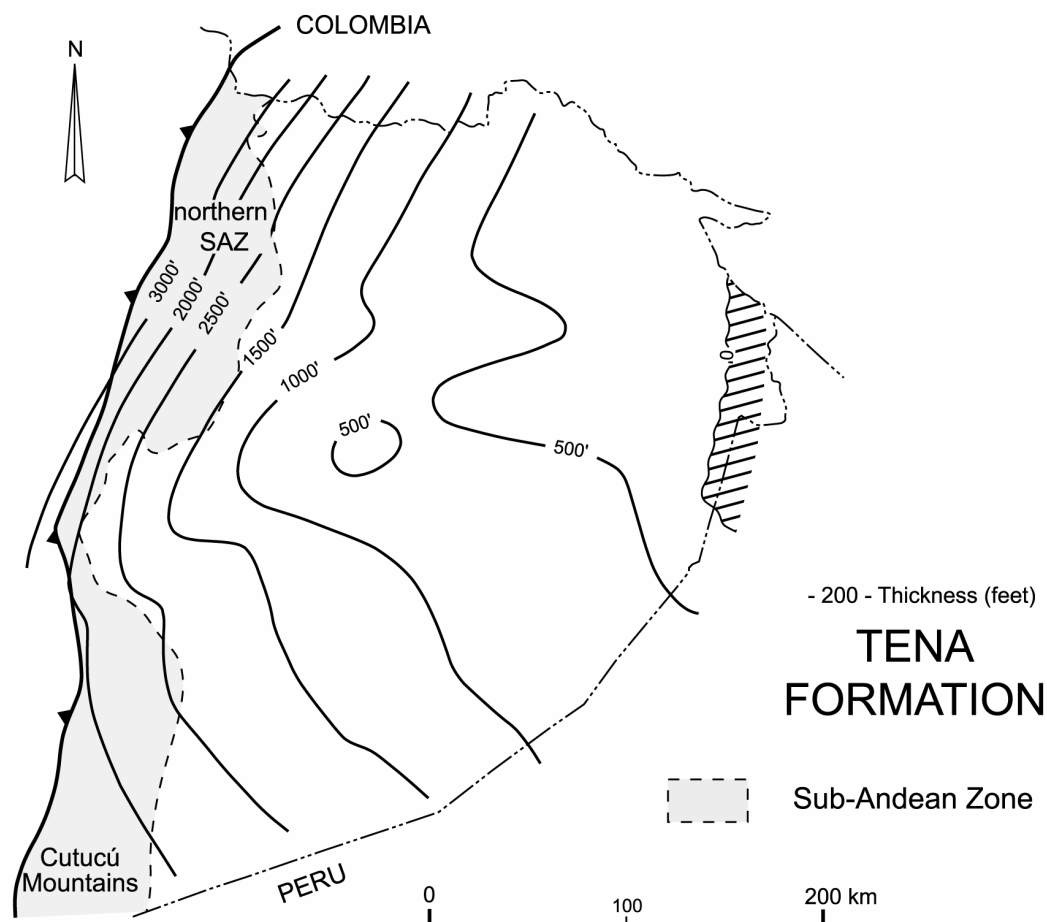 COLOMBIA
N
northern
SAZ
3000'
2000'
2500'
1500'
1000'
500'
500'
0
- 200 - Thickness (feet)
TENA
FORMATION
Sub-Andean Zone
Cutucú
Mountains
PERU
0
100
200 km